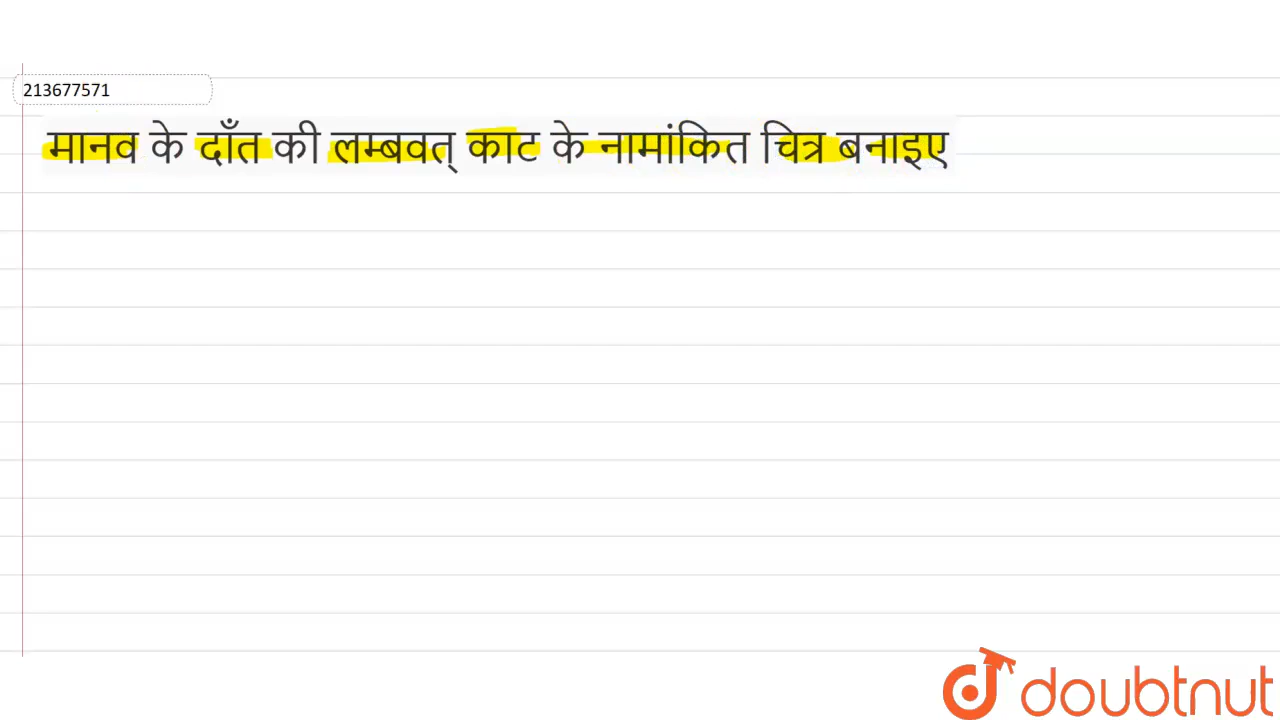 213677571
मानव के दाँत की लम्बवत् काट के नामांकित चित्र बनाइए
doubtnut